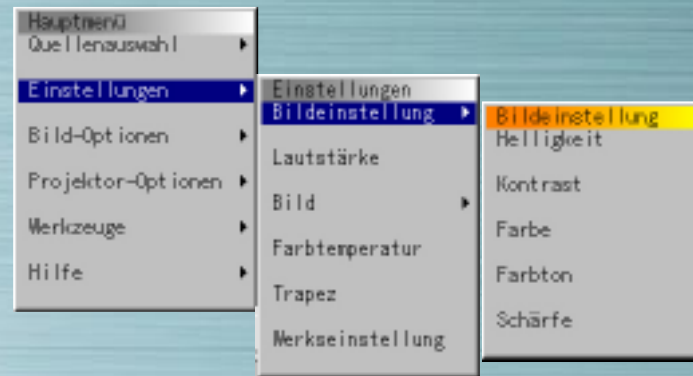 Hauptmenü
Quellenauswahl
Einstellungen
Bild-Optionen
Projektor-Optionen
Werkzeuge
Hilfe
Einstellungen
Bildeinstellung
Lautstärke
Bild
Farbtemperatur
Trapez
Werkseinstellung
Bildeinstellung
Helligkeit
Kontrast
Farbe
Farbton
Schärfe